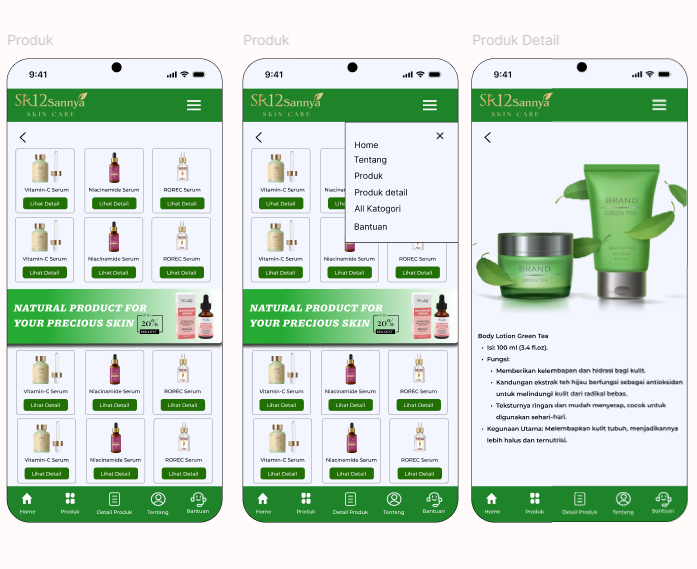 Produk
9:41
SR12Sannya
SKIN CARE
Vitamin-C Serum
Niacinamide Serum
ROREC Serum
Lihat Detail
Lihat Detail
Lihat Detail
Vitamin-C Serum
Niacinamide Serum
ROREC Serum
Lihat Detail
Lihat Detail
Lihat Detail
NATURAL PRODUCT FOR
YOUR PRECIOUS SKIN
20%
Vitamin-C Serum
Niacinamide Serum
ROREC Serum
Lihat Detail
Lihat Detail
Lihat Detail
Vitamin-C Serum
Niacinamide Serum
ROREC Serum
Lihat Detail
Lihat Detail
Lihat Detail
Home
Produk
Detail Produk
Tentang
Bantuan
Produk
9:41
SR12Sannya
SKIN CARE
Home
Tentang
Produk
Produk detail
All Katogori
Bantuan
Vitamin-C Serum
Lihat Detail
Vitamin-C Serum
Niacinamide Serum
ROREC Serum
Lihat Detail
Lihat Detail
Lihat Detail
NATURAL PRODUCT FOR
YOUR PRECIOUS SKIN
20%
Vitamin-C Serum
Niacinamide Serum
ROREC Serum
Lihat Detail
Lihat Detail
Lihat Detail
Vitamin-C Serum
Niacinamide Serum
ROREC Serum
Lihat Detail
Lihat Detail
Lihat Detail
Home
Produk
Detail Produk
Tentang
Bantuan
Produk Detail
9:41
SR12Sannya
SKIN CARE
BRAND
GREEN TEA
BRAND
GREEN TEA
Body Lotion Green Tea
• Isi: 100 ml (3.4 fl.oz).
• Fungsi:
• Memberikan kelembapan dan hidrasi bagi kulit.
• Kandungan ekstrak teh hijau berfungsi sebagai antioksidan
untuk melindungi kulit dari radikal bebas.
• Teksturnya ringan dan mudah menyerap, cocok untuk
digunakan sehari-hari.
• Kegunaan Utama: Melembapkan kulit tubuh, menjadikannya
lebih halus dan ternutrisi.
Home
Produk
Detail Produk
Tentang
Bantuan